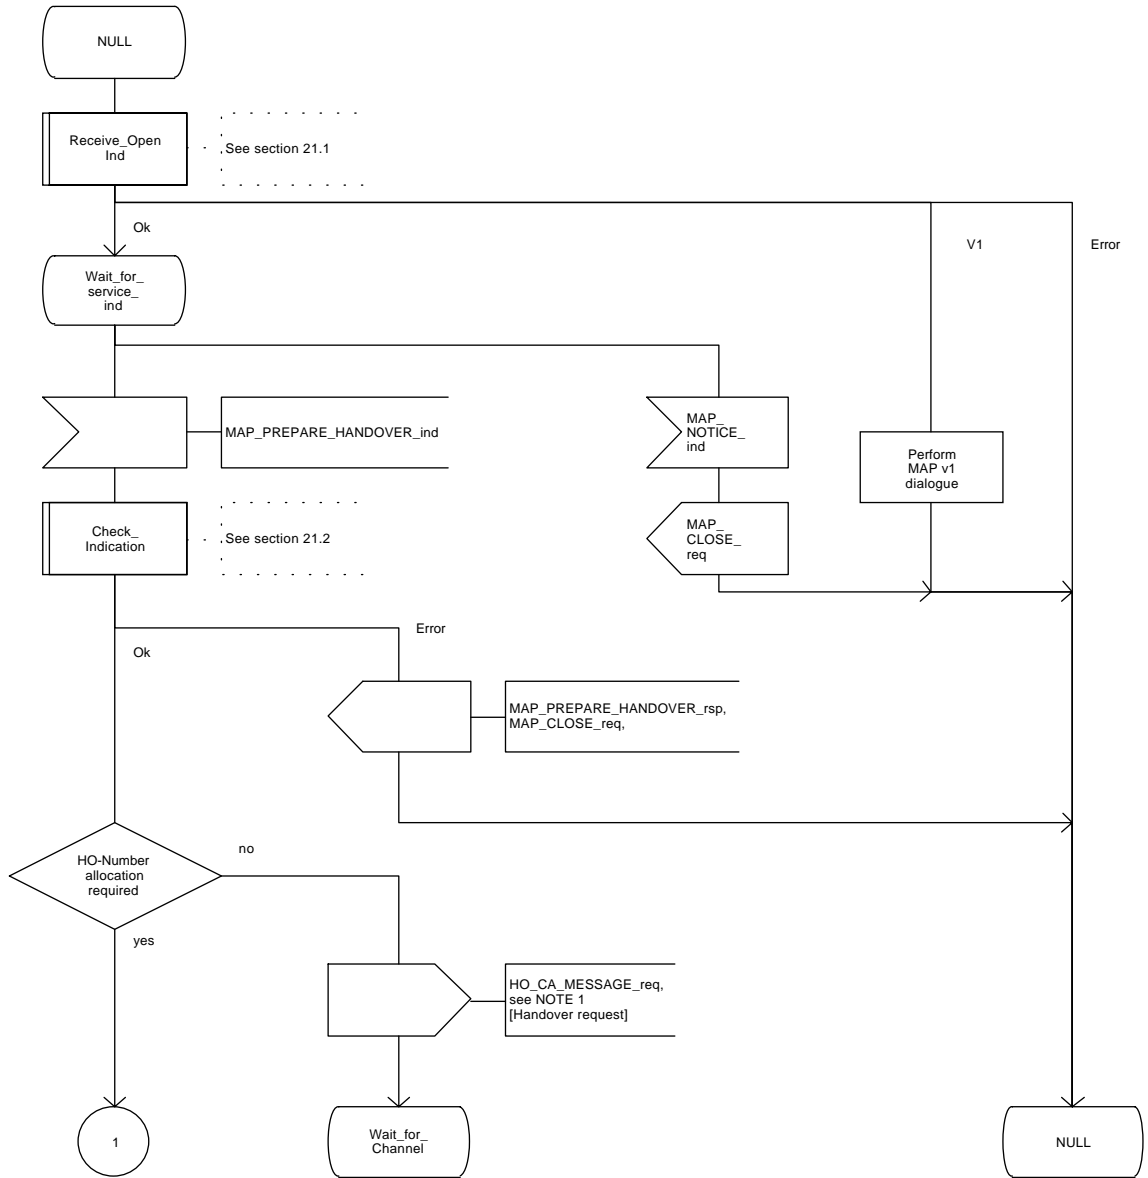 NULL
Receive_Open
Ind
See section 21.1
Ok
V1
Error
Wait_for_
service_
ind
MAP_PREPARE_HANDOVER_ind
MAP_
NOTICE_
ind
Perform
MAP v1
dialogue
Check_
Indication
See section 21.2
MAP_
CLOSE_
req
Error
Ok
MAP_PREPARE_HANDOVER_rsp,
MAP_CLOSE_req,
HO-Number
allocation
required
no
yes
HO_CA_MESSAGE_req,
see NOTE 1
[Handover request]
1
Wait_for_
Channel
NULL